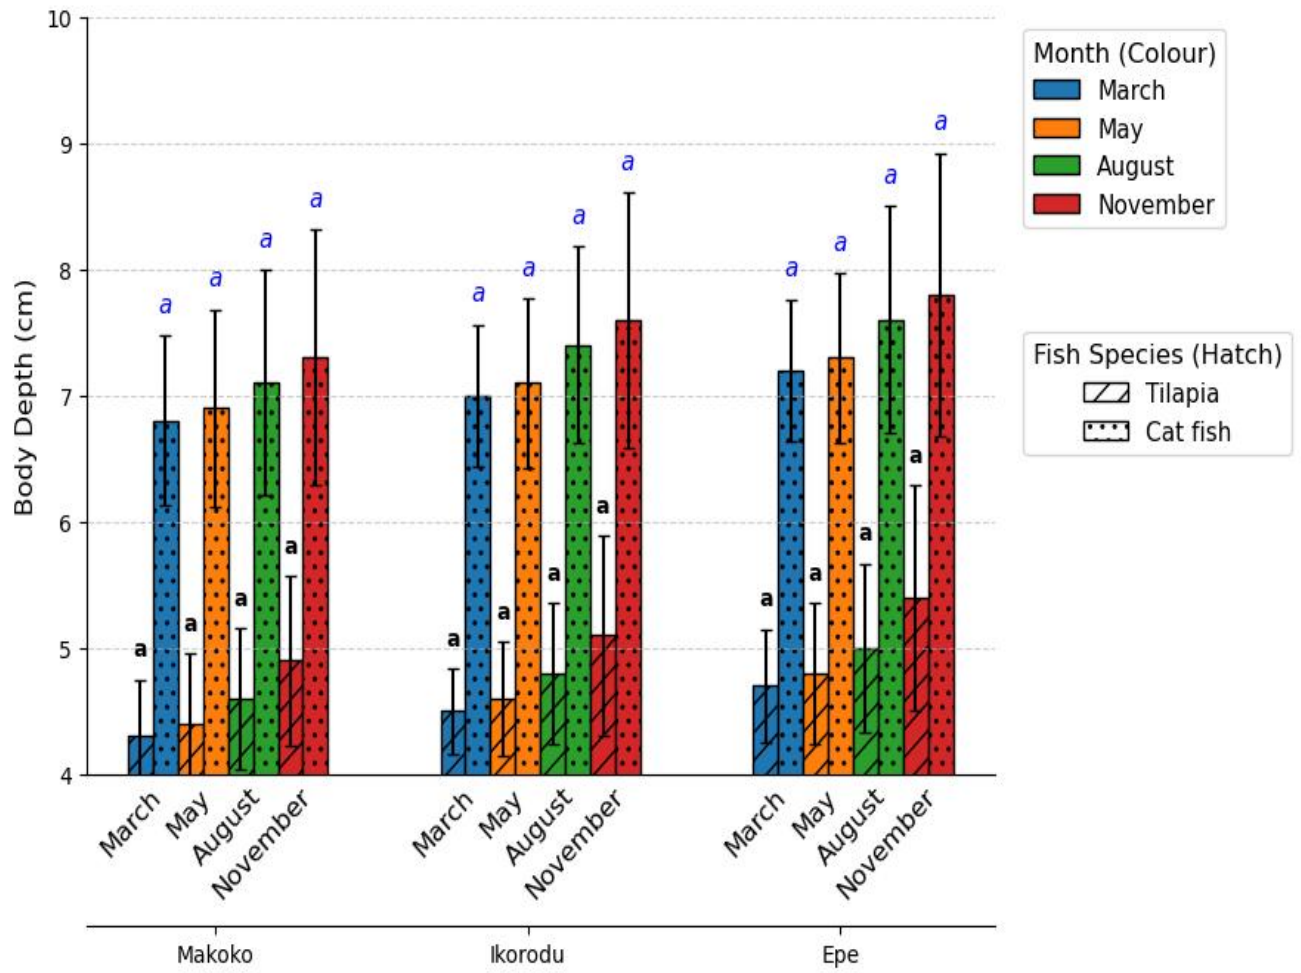 10
9
8
7
6
5
4
Body Depth (cm)
a a a a a a a a
a a a a a a a a
a a a a a a a a
March May August November
March May August November
March May August November
Makoko Ikorodu Epe
Month (Colour)
March
May
August
November
Fish Species (Hatch)
Tilapia
Cat fish